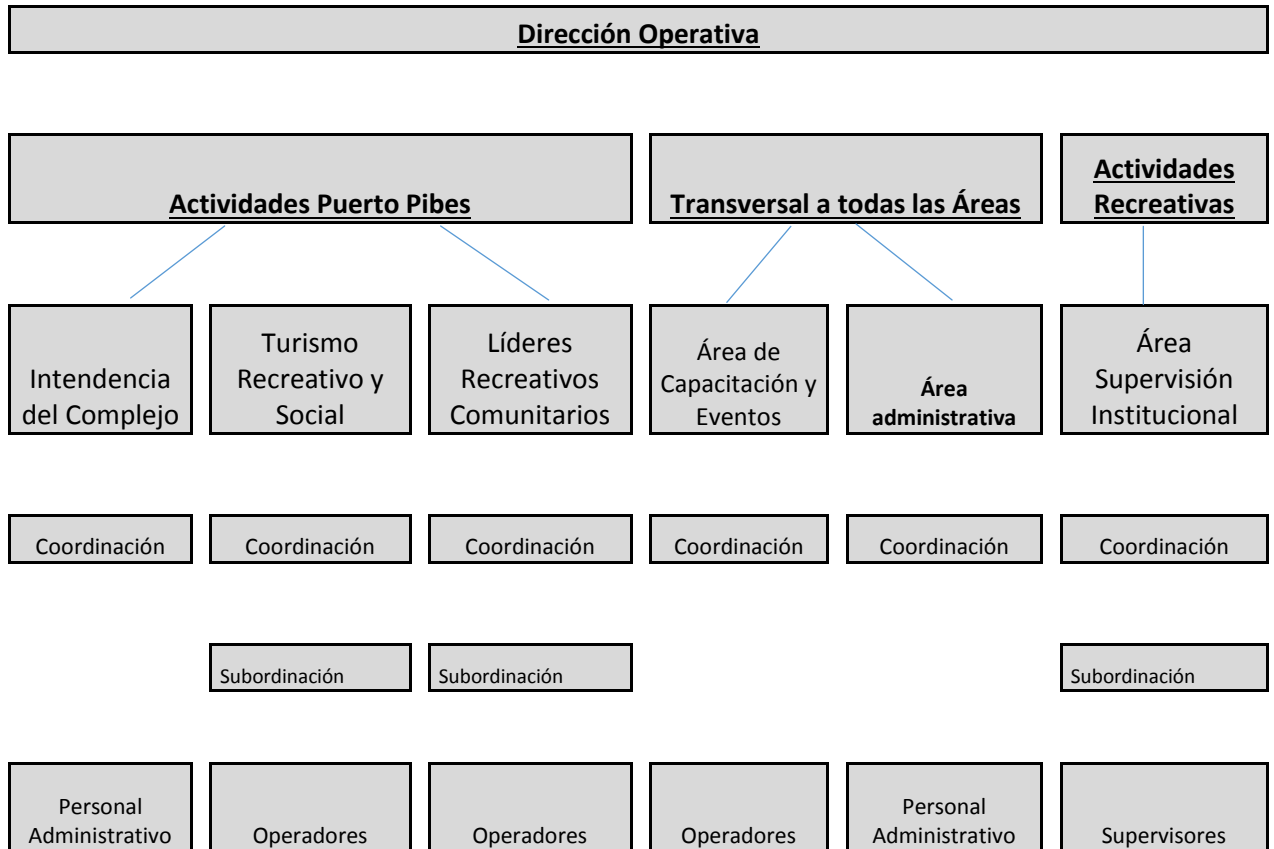 Dirección Operativa
Actividades Puerto Pibes
Transversal a todas las Áreas
Actividades
Recreativas
Intendencia
del Complejo
Turismo
Recreativo y
Social
Líderes
Recreativos
Comunitarios
Área de
Capacitación y
Eventos
Área
administrativa
Área
Supervisión
Institucional
Coordinación
Coordinación
Coordinación
Coordinación
Coordinación
Coordinación
Subordinación
Subordinación
Subordinación
Personal
Administrativo
Operadores
Operadores
Operadores
Personal
Administrativo
Supervisores